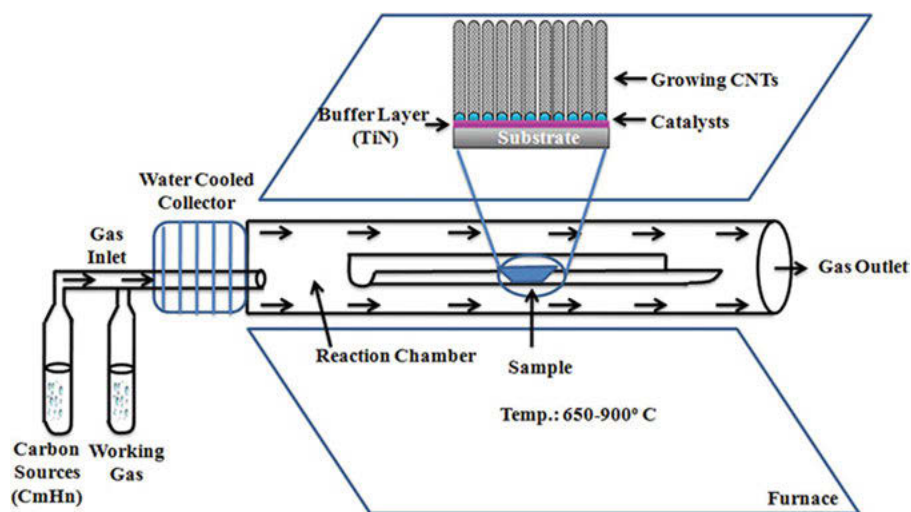 Growing CNTs
Buffer Layer
(TiN)
Catalysts
Substrate
Water Cooled
Collector
Gas
Inlet
Gas Outlet
Reaction Chamber
Sample
Temp.: 650-900º C
Carbon
Sources
(CmHn)
Working
Gas
Furnace